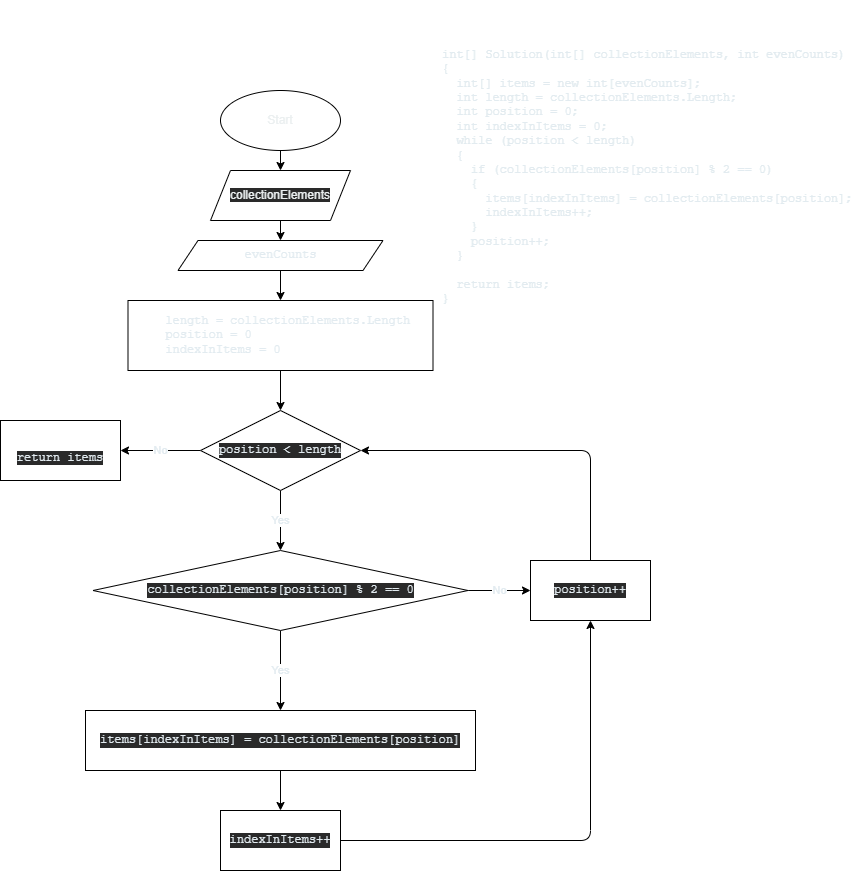 int[] Solution(int[] collectionElements, int evenCounts)
{
int[] items = new int[evenCounts];
int length = collectionElements.Length;
int position = 0;
int indexInItems = 0;
while (position < length)
{
if (collectionElements[position] % 2 == 0)
{
items[indexInItems] = collectionElements[position];
indexInItems++;
}
position++;
}
return items;
}
Start
collectionElements
evenCounts
length = collectionElements.Length
position = 0
indexInItems = 0
position < length
No
return items
Yes
collectionElements[position] % 2 == 0
No
position++
Yes
items[indexInItems] = collectionElements[position]
indexInItems++